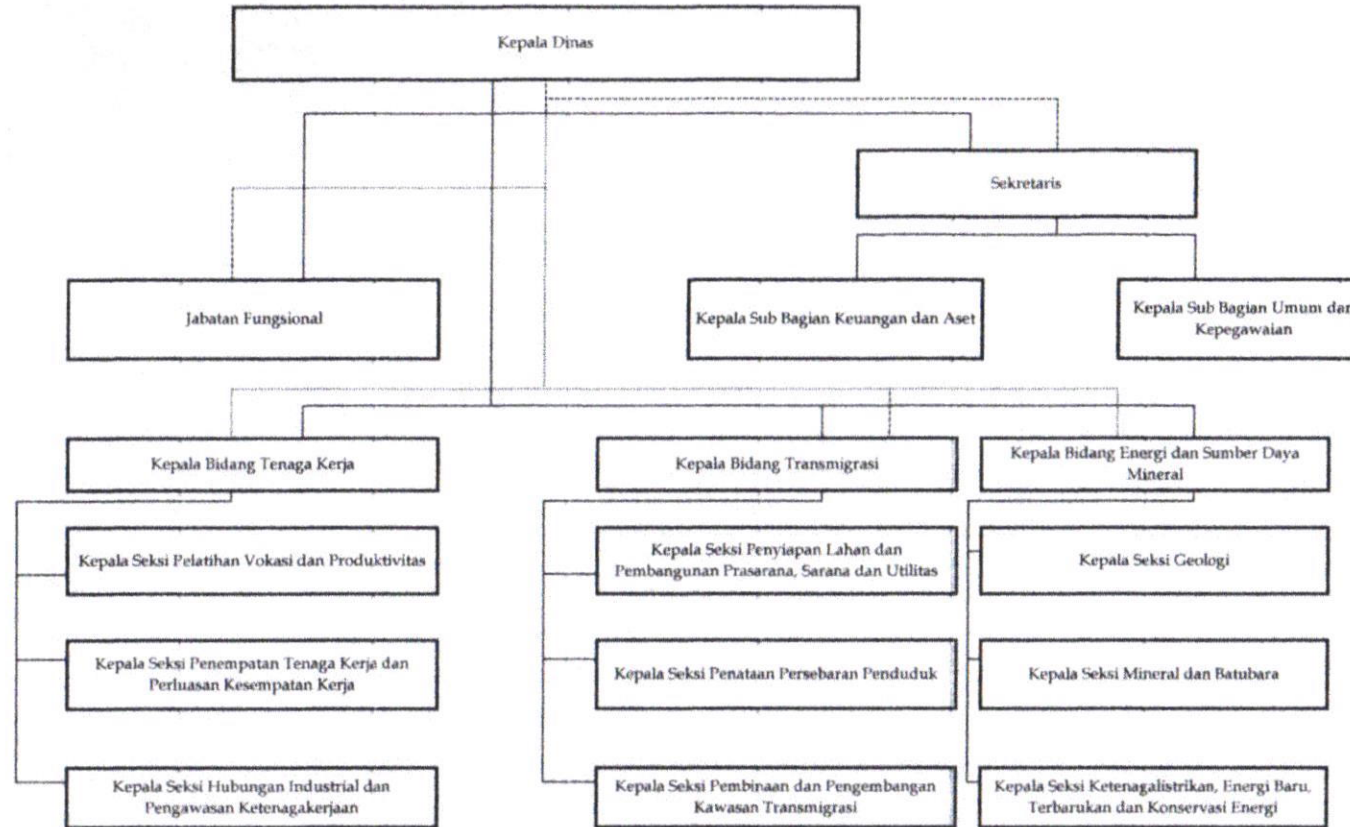 Kepala Dinas
Sekretaris
Jabatan Fungsional
Kepala Sub Bagian Keuangan dan Aset
Kepala Sub Bagian Umum dan
Kepegawaian
Kepala Bidang Tenaga Kerja
Kepala Bidang Transmigrasi
Kepala Bidang Energi dan Sumber Daya
Mineral
Kepala Seksi Pelatihan Vokasi dan Produktivitas
Kepala Seksi Penyiapan Lahan dan
Pembangunan Prasarana, Sarana dan Utilitas
Kepala Seksi Geologi
Kepala Seksi Penempatan Tenaga Kerja dan
Perluasan Kesempatan Kerja
Kepala Seksi Penataan Persebaran Penduduk
Kepala Seksi Mineral dan Batubara
Kepala Seksi Hubungan Industrial dan
Pengawasan Ketenagakerjaan
Kepala Seksi Pembinaan dan Pengembangan
Kawasan Transmigrasi
Kepala Seksi Ketenagalistrikan, Energi Baru,
Terbarukan dan Konservasi Energi